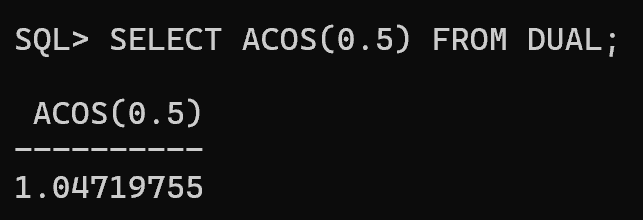 SQL> SELECT ACOS(0.5) FROM DUAL;
ACOS(0.5)
----------
1.04719755